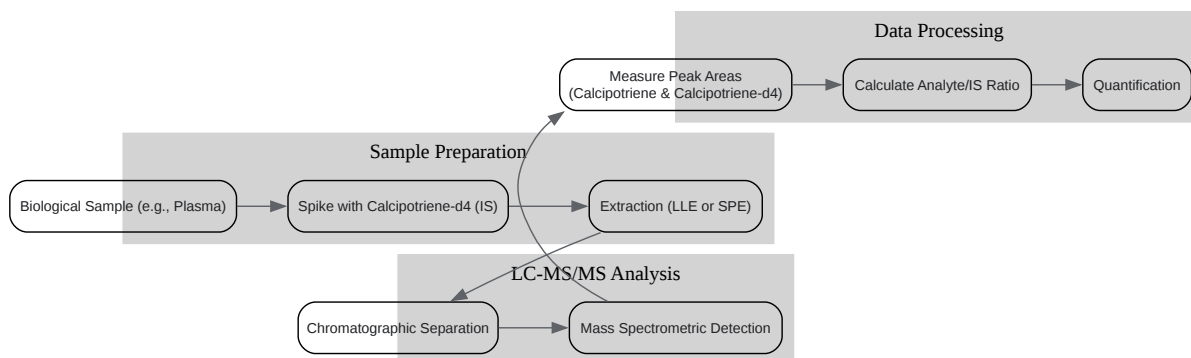 Data Processing
Measure Peak Areas
(Calcipotriene & Calcipotriene-d4)
Calculate Analyte/IS Ratio
Quantification
Sample Preparation
Biological Sample (e.g., Plasma)
Spike with Calcipotriene-d4 (IS)
Extraction (LLE or SPE)
LC-MS/MS Analysis
Chromatographic Separation
Mass Spectrometric Detection